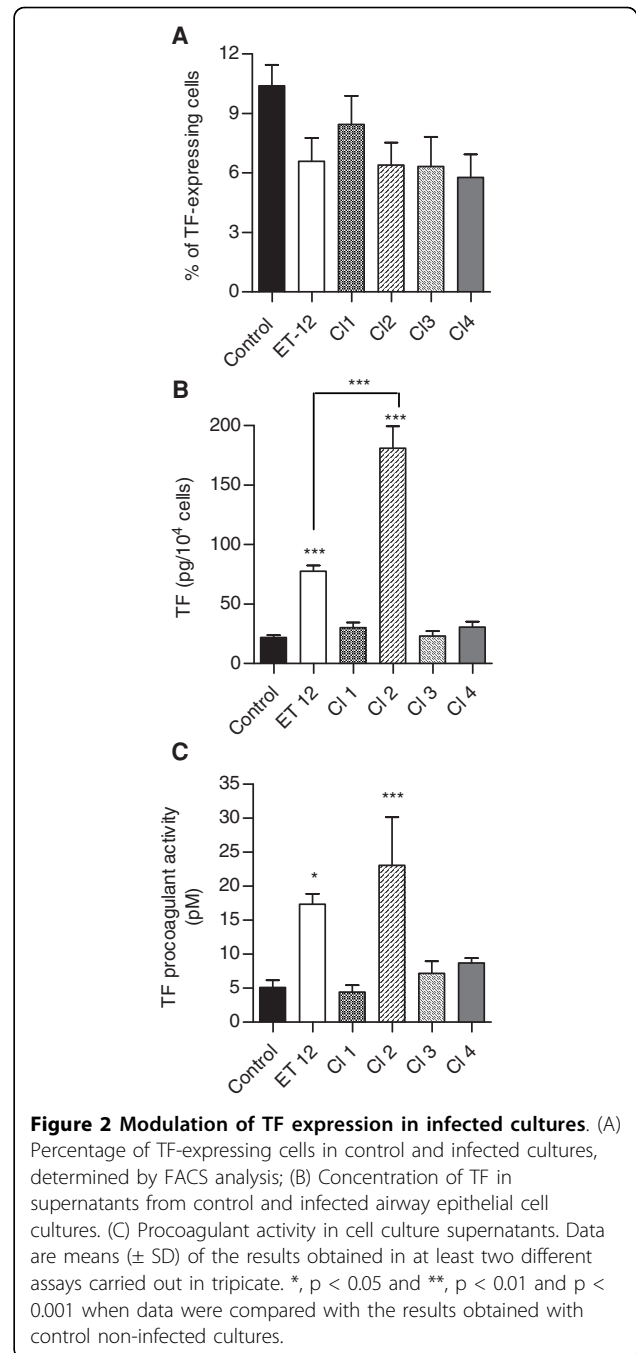 A
12
9
6
3
0
% of TF-expressing cells
Control
ET-12
Cl1
Cl2
Cl3
Cl4
B
***
***
***
200
150
100
50
0
TF (pg/10⁴ cells)
Control
ET 12
Cl 1
Cl 2
Cl 3
Cl 4
C
35
30
25
20
15
10
5
0
TF procoagulant activity
(pM)
*
***
Control
ET 12
Cl 1
Cl 2
Cl 3
Cl 4
Figure 2 Modulation of TF expression in infected cultures. (A)
Percentage of TF-expressing cells in control and infected cultures,
determined by FACS analysis; (B) Concentration of TF in
supernatants from control and infected airway epithelial cell
cultures. (C) Procoagulant activity in cell culture supernatants. Data
are means (± SD) of the results obtained in at least two different
assays carried out in tripicate. *, p < 0.05 and **, p < 0.01 and p <
0.001 when data were compared with the results obtained with
control non-infected cultures.